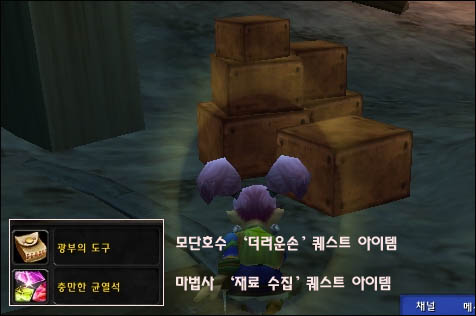 광부의 도구
모단호수 '더러운손' 퀘스트 아이템
충만한 균열석
마법사 '재료 수집' 퀘스트 아이템
채널